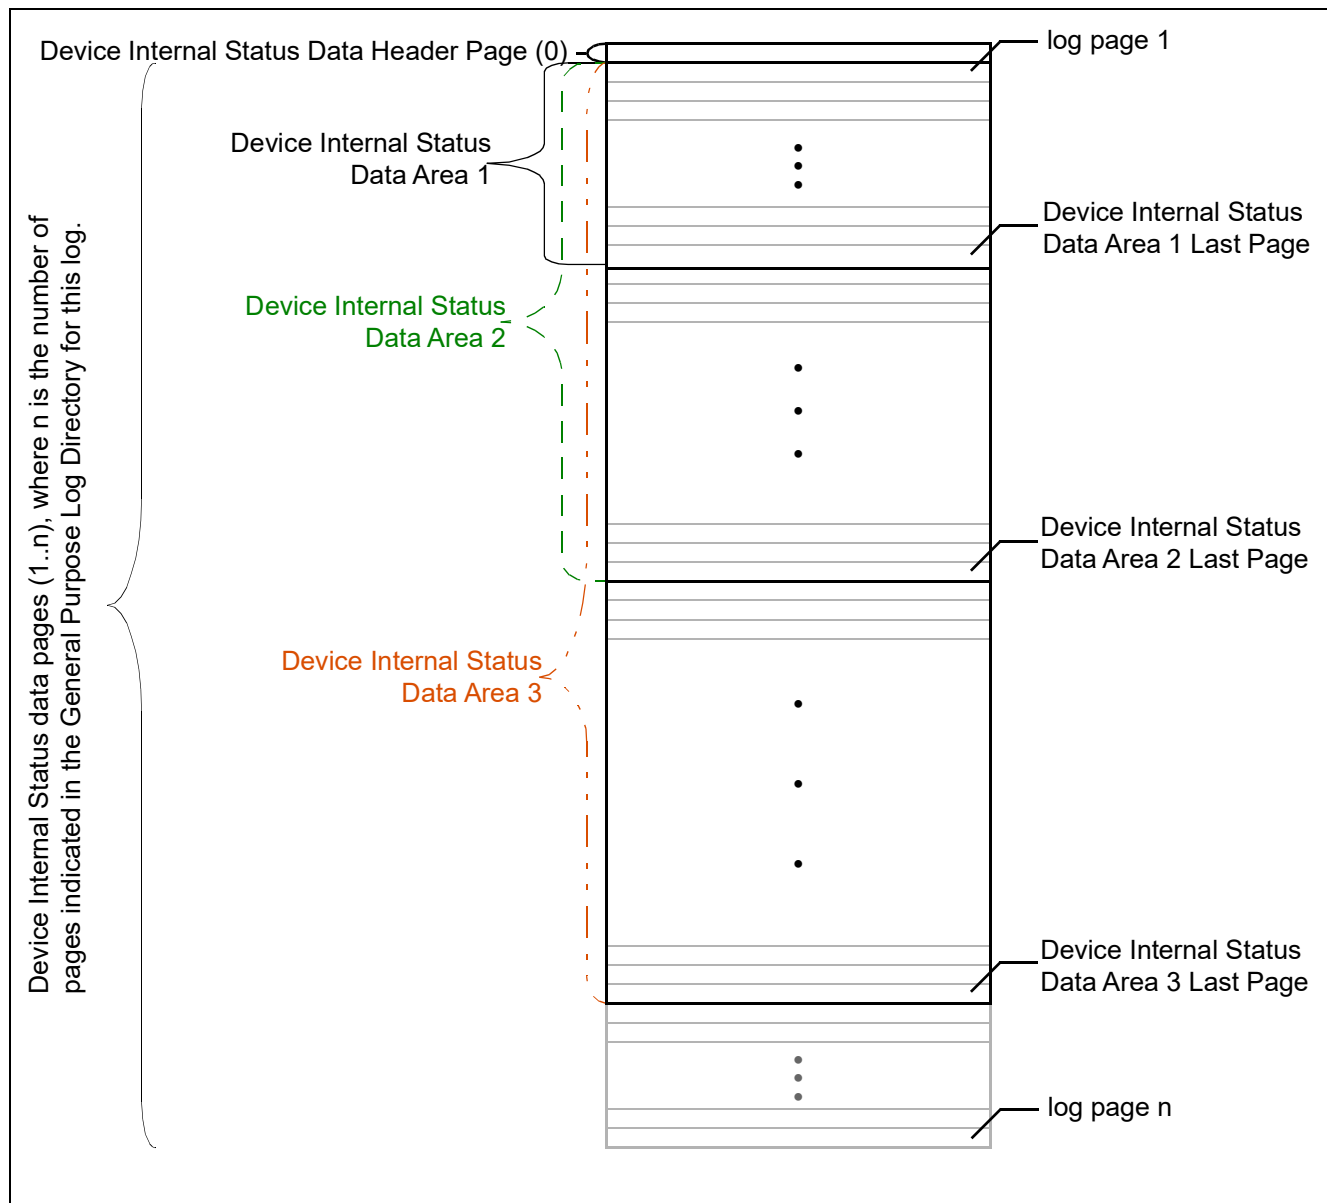 Device Internal Status Data Header Page (0)
log page 1
Device Internal Status
Data Area 1
Device Internal Status
Data Area 1 Last Page
Device Internal Status
Data Area 2
Device Internal Status
Data Area 2 Last Page
Device Internal Status
Data Area 3
Device Internal Status
Data Area 3 Last Page
log page n
Device Internal Status data pages (1..n), where n is the number of
pages indicated in the General Purpose Log Directory for this log.